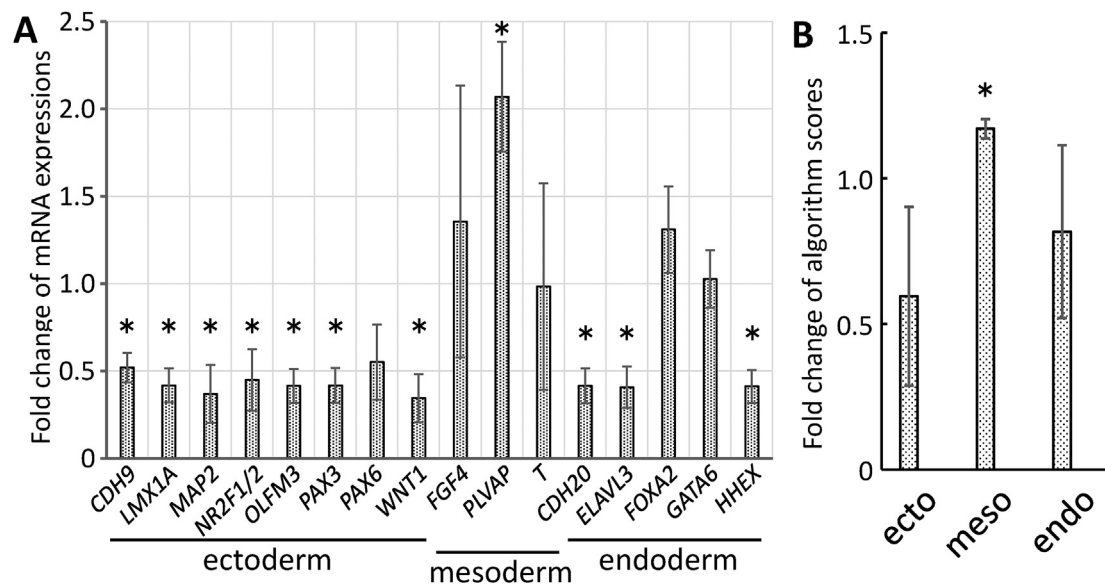 A
Fold change of mRNA expressions
2.5
2.0
1.5
1.0
0.5
0
*
*
*
*
*
*
*
*
*
*
*
CDH9
LMX1A
MAP2
NR2F1/2
OLFM3
PAX3
PAX6
WNT1
FGF4
PLVAP
T
CDH20
ELAVL3
FOXA2
GATA6
HHEX
ectoderm
mesoderm
endoderm
B
Fold change of algorithm scores
1.5
1.0
0.5
0
*
ecto
meso
endo